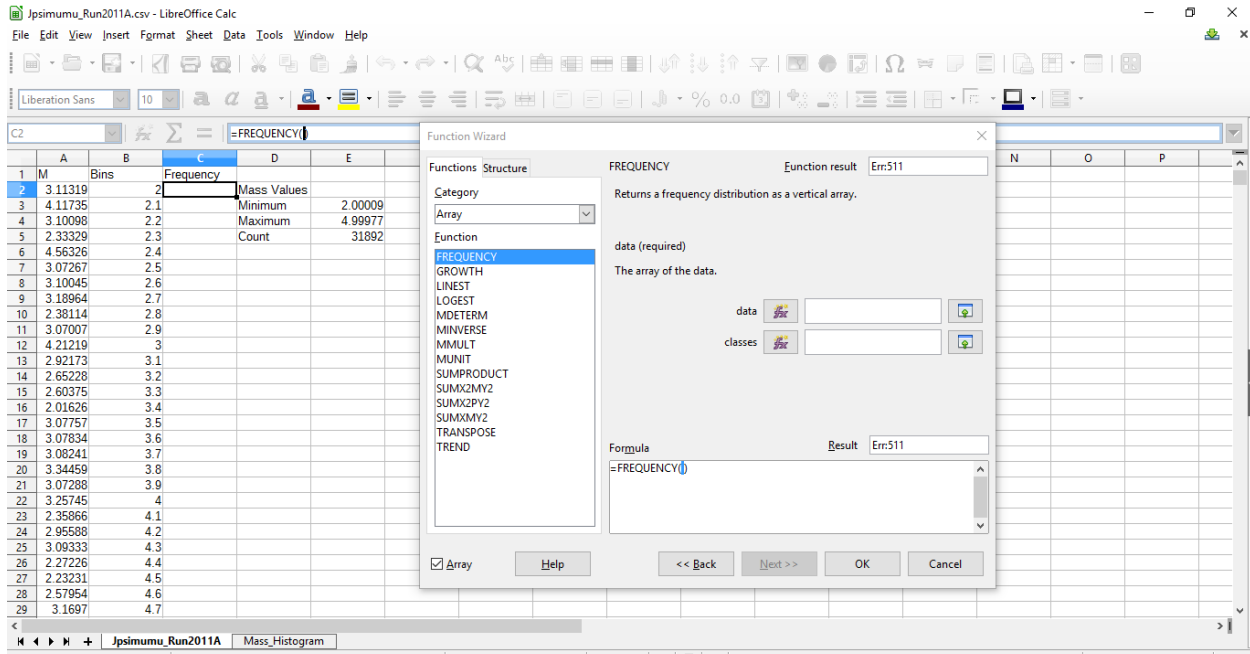 Jpsimumu_Run2011A.csv - LibreOffice Calc
File Edit View Insert Format Sheet Data Tools Window Help
Liberation Sans 10
C2 =FREQUENCY()
Function Wizard
Functions Structure
FREQUENCY Function result Err:511
Category
Returns a frequency distribution as a vertical array.
Array
Function
data (required)
FREQUENCY
The array of the data.
GROWTH
LINEST
LOGEST
MDETERM
MINVERSE
MMULT
MUNIT
SUMPRODUCT
SUMX2MY2
SUMX2PY2
SUMXMY2
TRANSPOSE
TREND
data
classes
Formula Result Err:511
=FREQUENCY()
Array Help << Back Next >> OK Cancel
A B C D E N O P
1 M Bins Frequency
2 3.11319 2 Mass Values
3 4.11735 2.1 Minimum 2.00009
4 3.10098 2.2 Maximum 4.99977
5 2.33329 2.3 Count 31892
6 4.56326 2.4
7 3.07267 2.5
8 3.10045 2.6
9 3.18964 2.7
10 2.38114 2.8
11 3.07007 2.9
12 4.21219 3
13 2.92173 3.1
14 2.65228 3.2
15 2.60375 3.3
16 2.01626 3.4
17 3.07757 3.5
18 3.07834 3.6
19 3.08241 3.7
20 3.34459 3.8
21 3.07288 3.9
22 3.25745 4
23 2.35866 4.1
24 2.95588 4.2
25 3.09333 4.3
26 2.27226 4.4
27 2.23231 4.5
28 2.57954 4.6
29 3.1697 4.7
Jpsimumu_Run2011A Mass_Histogram